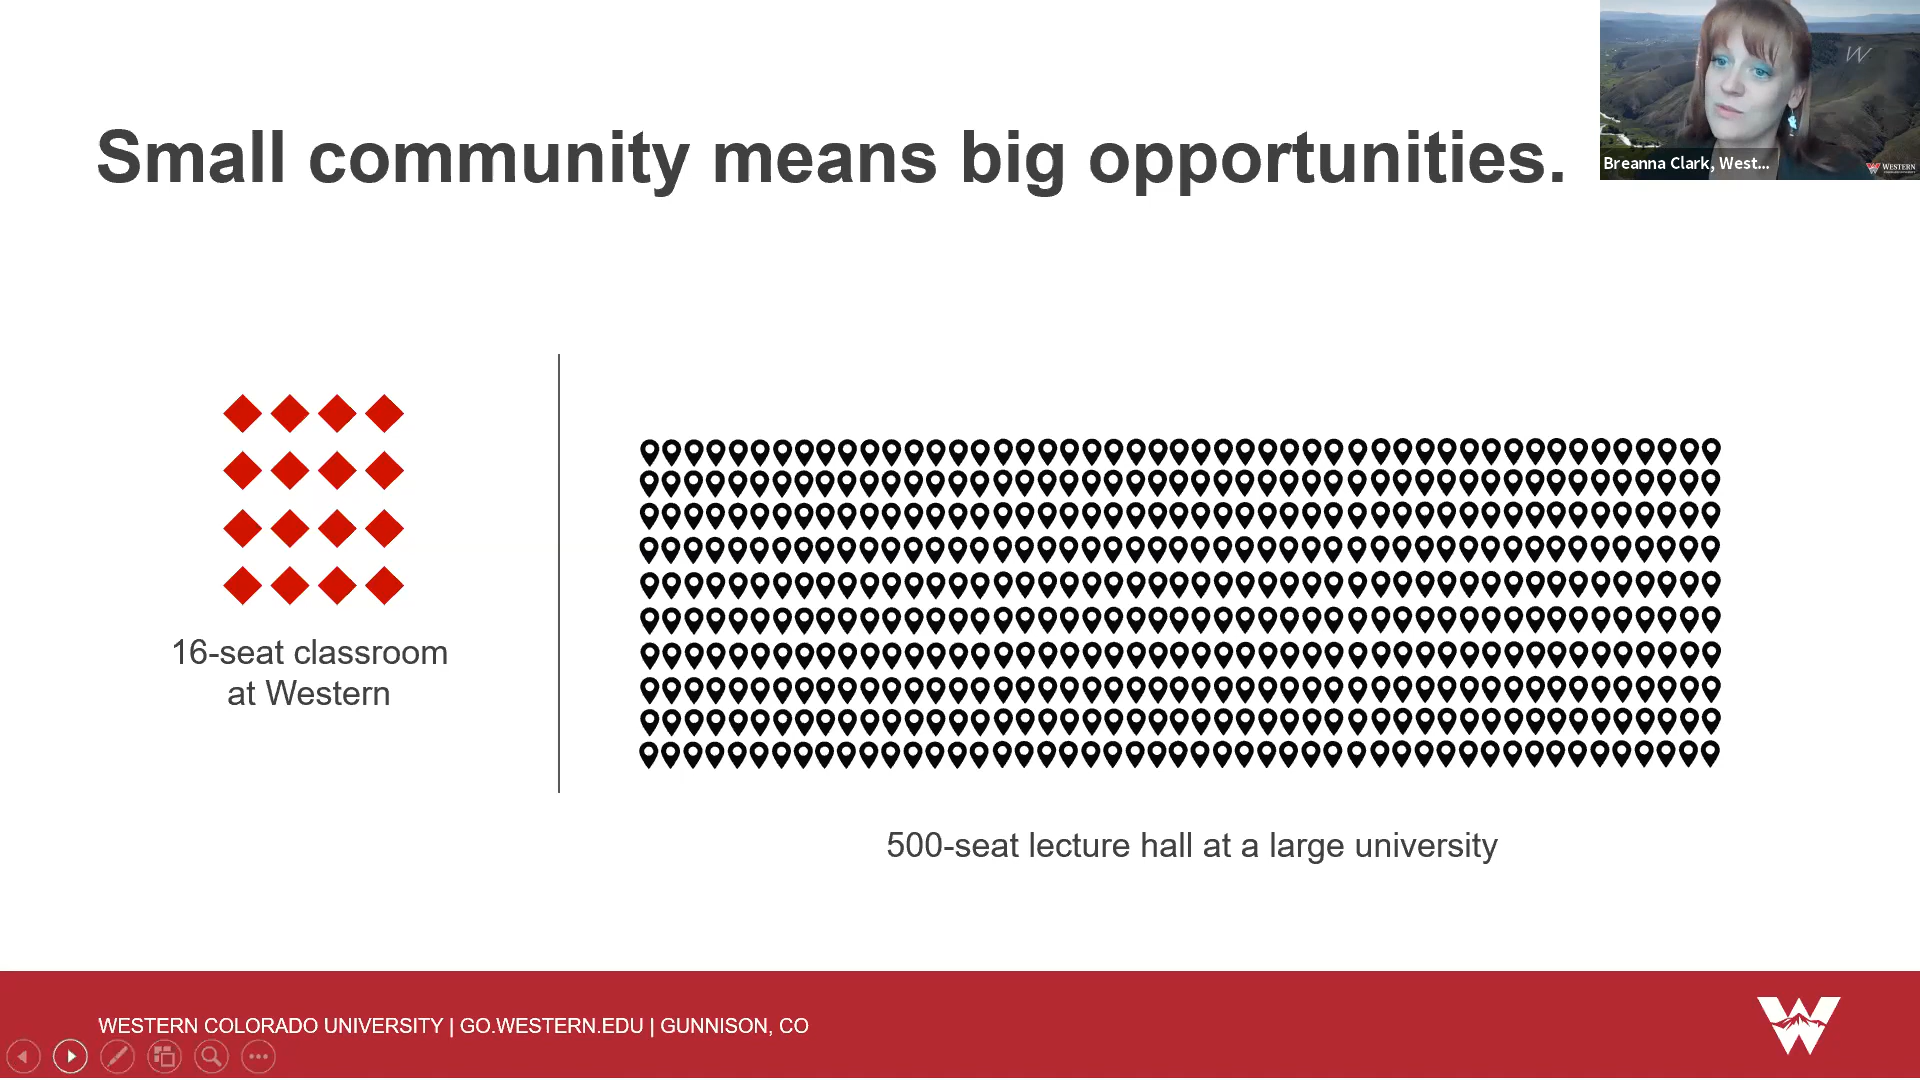 Small community means big opportunities.
W
Breanna Clark, West...
WESTERN
16-seat classroom
at Western
500-seat lecture hall at a large university
WESTERN COLORADO UNIVERSITY | GO.WESTERN.EDU | GUNNISON, CO
W